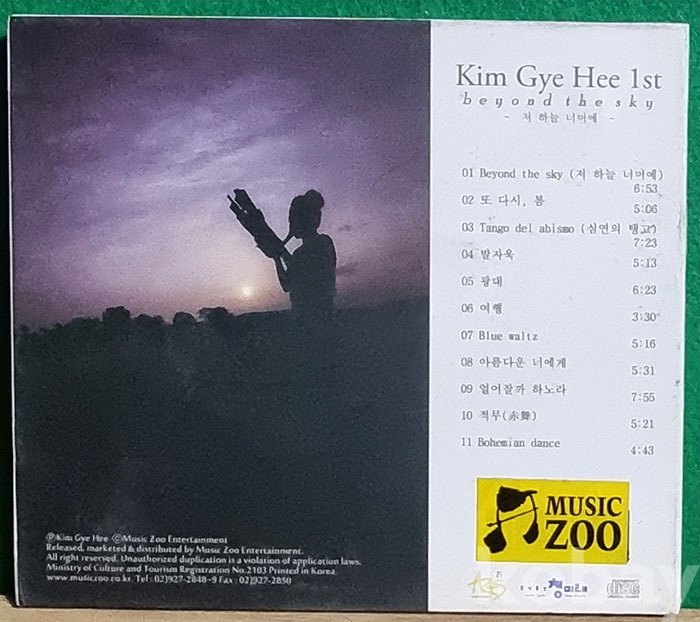 Kim Gye Hee 1st
beyond the sky
~ 저 하늘 너머에 ~
01 Beyond the sky (저 하늘 너머에)
6:53
02 또 다시, 봄
5:06
03 Tango del abismo (심연의 탱고)
7:23
04 발자욱
5:13
05 광대
6:23
06 여행
3:30
07 Blue waltz
5:16
08 아름다운 너에게
5:31
09 얼어잘까 하노라
7:55
10 적무(赤舞)
5:21
11 Bohemian dance
4:43
MUSIC
ZOO
ⓟKim Gye Hee ⓒMusic Zoo Entertainment
Released, marketed & distributed by Music Zoo Entertainment.
All right reserved. Unauthorized duplication is a violation of application laws.
Ministry of Culture and Tourism Registration No.2103 Printed in Korea.
www.musiczoo.co.kr. Tel:02)927-2848~9 Fax:02)927-2850
disc